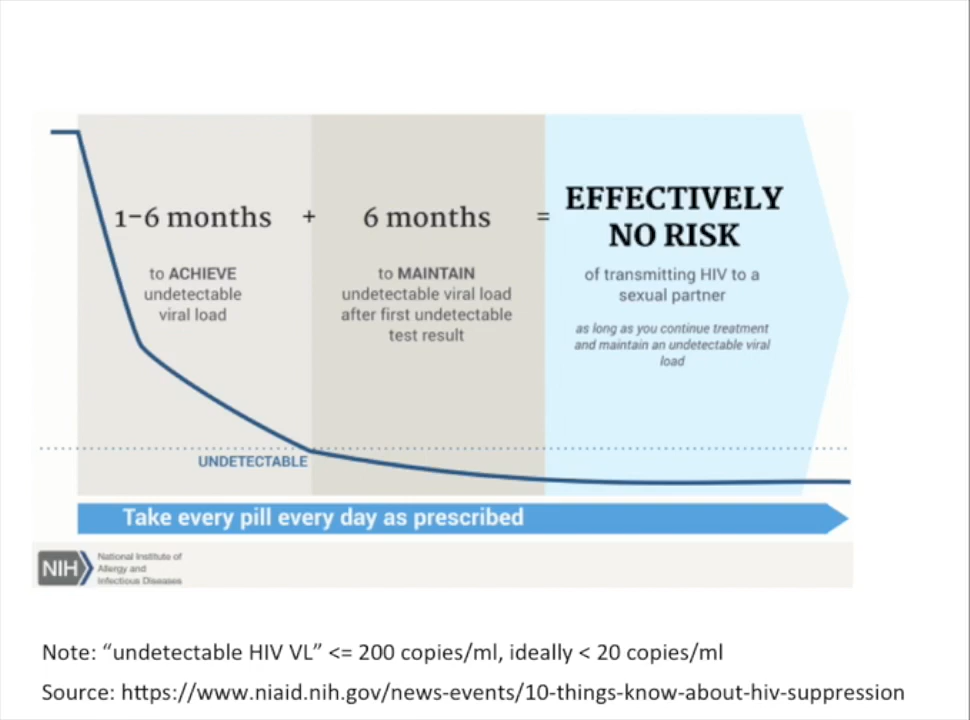 1–6 months
+
6 months
=
EFFECTIVELY
NO RISK
to ACHIEVE
undetectable
viral load
to MAINTAIN
undetectable viral load
after first undetectable
test result
of transmitting HIV to a
sexual partner
as long as you continue treatment
and maintain an undetectable viral
load
UNDETECTABLE
Take every pill every day as prescribed
NIH
National Institute of
Allergy and
Infectious Diseases
Note: “undetectable HIV VL” <= 200 copies/ml, ideally < 20 copies/ml
Source: https://www.niaid.nih.gov/news-events/10-things-know-about-hiv-suppression